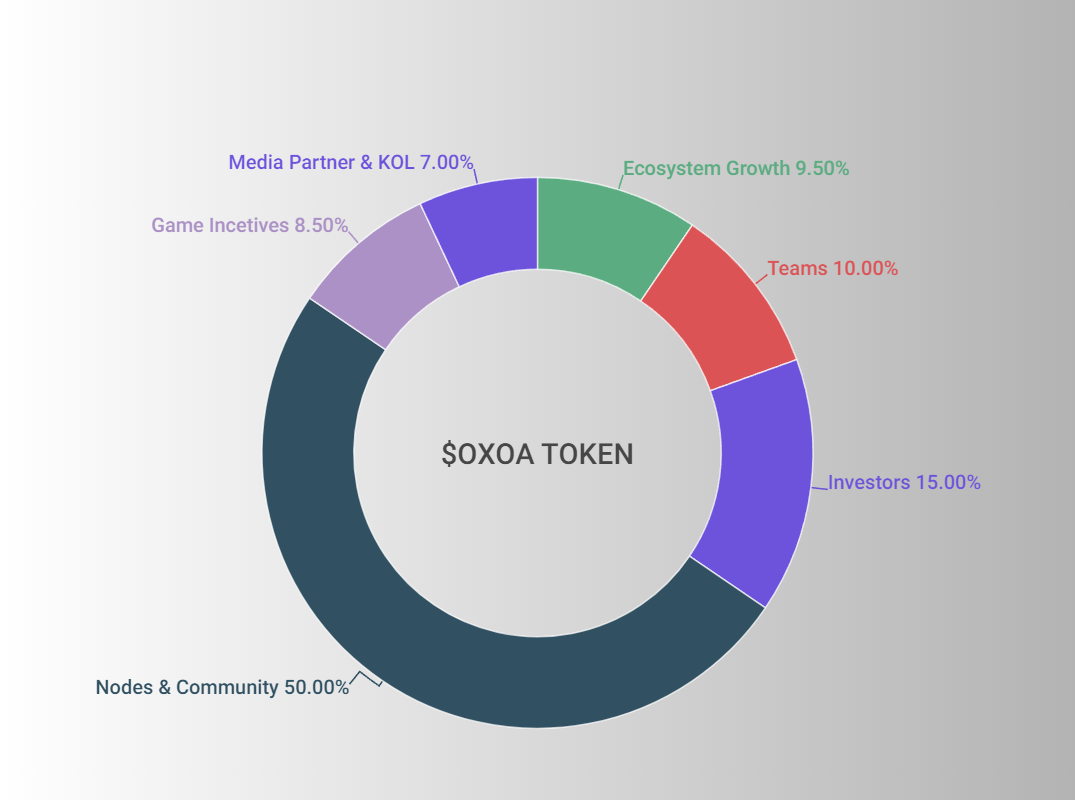 Media Partner & KOL 7.00%
Ecosystem Growth 9.50%
Game Incetives 8.50%
Teams 10.00%
$OXOA TOKEN
Investors 15.00%
Nodes & Community 50.00%